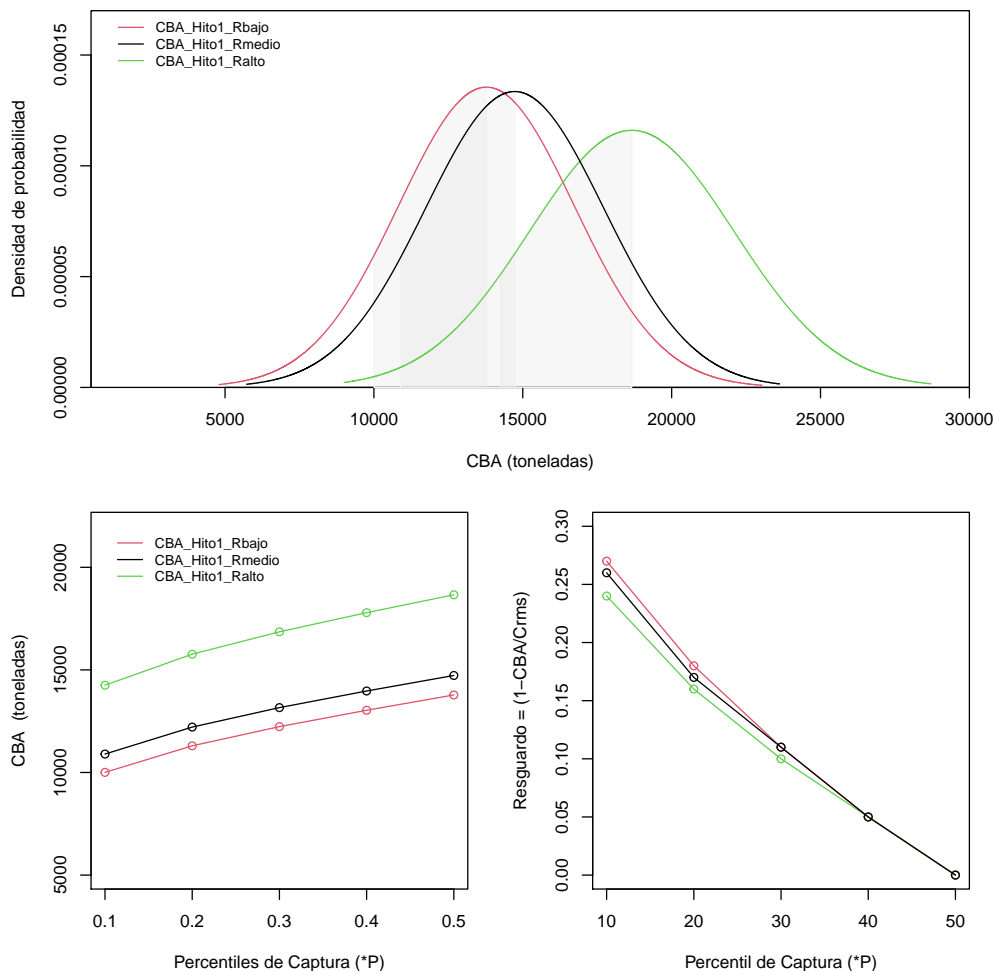 CBA_Hito1_Rbajo
CBA_Hito1_Rmedio
CBA_Hito1_Ralto
Densidad de probabilidad
0.00000
0.00005
0.00010
0.00015
5000
10000
15000
20000
25000
30000
CBA (toneladas)
CBA_Hito1_Rbajo
CBA_Hito1_Rmedio
CBA_Hito1_Ralto
CBA (toneladas)
5000
10000
15000
20000
0.1
0.2
0.3
0.4
0.5
Percentiles de Captura (*P)
Resguardo = (1−CBA/Crms)
0.00
0.05
0.10
0.15
0.20
0.25
0.30
10
20
30
40
50
Percentil de Captura (*P)